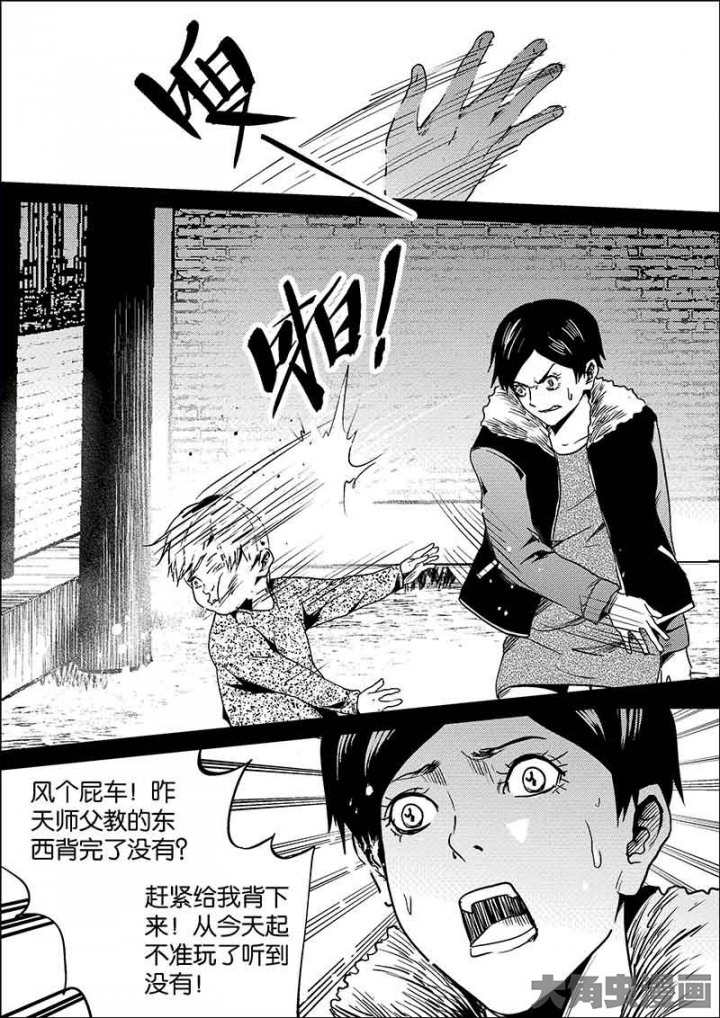 嗖
啪！
风个屁车！昨
天师父教的东
西背完了没有？
赶紧给我背下
来！从今天起
不准玩了听到
没有！
大角虫漫画